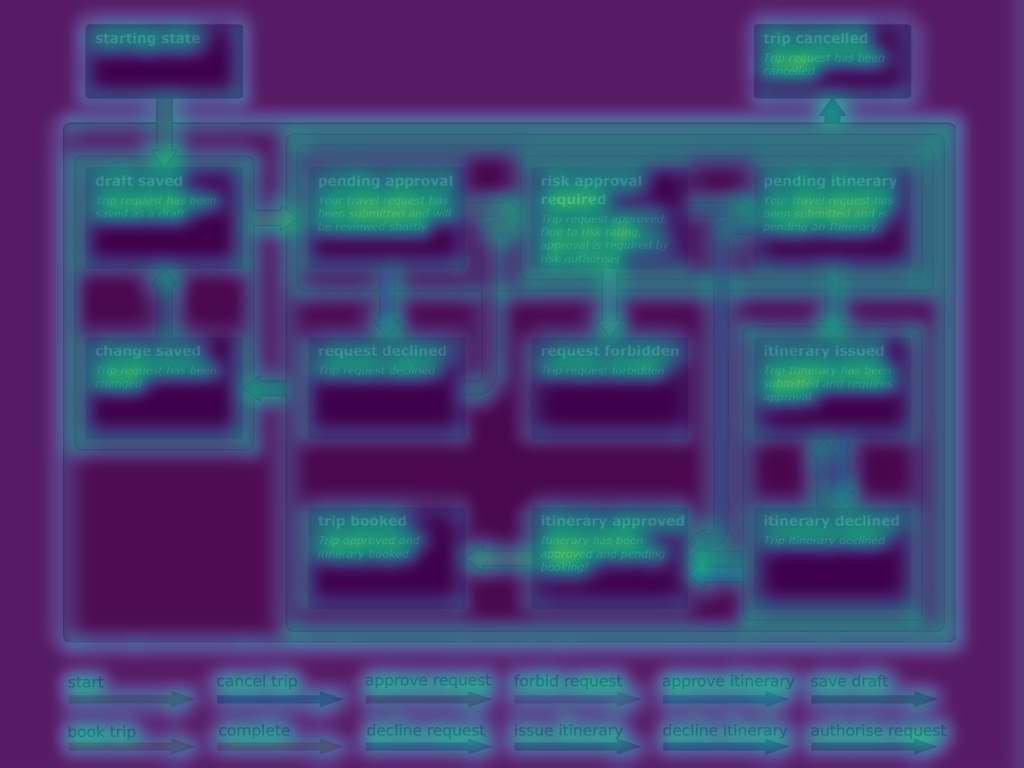 starting state
trip cancelled
Trip request has been
cancelled
draft saved
Trip request has been
saved as a draft
pending approval
Your travel request has
been submitted and will
be reviewed shortly
risk approval
required
Trip request approved.
Due to risk rating,
approval is required by
risk authoriser
pending itinerary
Your travel request has
been submitted and is
pending an Itinerary
change saved
Trip request has been
changed
request declined
Trip request declined
request forbidden
Trip request forbidden
itinerary issued
Trip Itinerary has been
submitted and requires
approval
trip booked
Trip approved and
itinerary booked
itinerary approved
Itinerary has been
approved and pending
booking!
itinerary declined
Trip itinerary declined
start
cancel trip
approve request
forbid request
approve itinerary
save draft
book trip
complete
decline request
issue itinerary
decline itinerary
authorise request